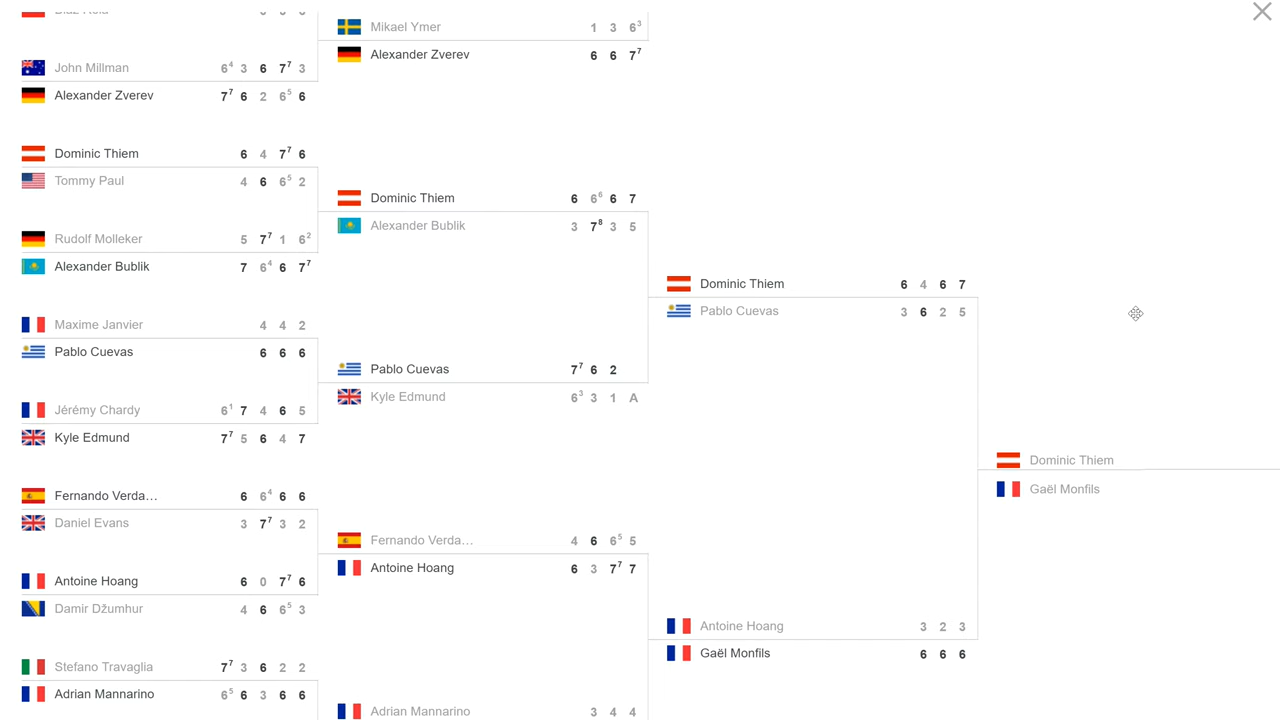 Mikael Ymer 1 3 6³
Alexander Zverev 6 6 7⁷
John Millman 6⁴ 3 6 7⁷ 3
Alexander Zverev 7⁷ 6 2 6⁵ 6
Dominic Thiem 6 4 7⁷ 6
Tommy Paul 4 6 6⁵ 2
Dominic Thiem 6 6⁶ 6 7
Alexander Bublik 3 7⁸ 3 5
Rudolf Molleker 5 7⁷ 1 6²
Alexander Bublik 7 6⁴ 6 7⁷
Dominic Thiem 6 4 6 7
Pablo Cuevas 3 6 2 5
Maxime Janvier 4 4 2
Pablo Cuevas 6 6 6
Pablo Cuevas 7⁷ 6 2
Kyle Edmund 6³ 3 1 A
Jérémy Chardy 6¹ 7 4 6 5
Kyle Edmund 7⁷ 5 6 4 7
Dominic Thiem
Gaël Monfils
Fernando Verda… 6 6⁴ 6 6
Daniel Evans 3 7⁷ 3 2
Fernando Verda… 4 6 6⁵ 5
Antoine Hoang 6 3 7⁷ 7
Antoine Hoang 6 0 7⁷ 6
Damir Džumhur 4 6 6⁵ 3
Antoine Hoang 3 2 3
Gaël Monfils 6 6 6
Stefano Travaglia 7⁷ 3 6 2 2
Adrian Mannarino 6⁵ 6 3 6 6
Adrian Mannarino 3 4 4